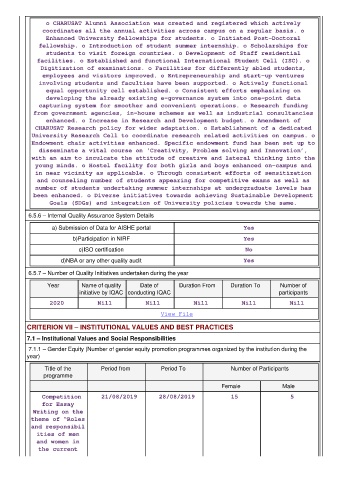 o CHARUSAT Alumni Association was created and registered which actively
coordinates all the annual activities across campus on a regular basis. o
Enhanced University fellowships for students. o Initiated Post-Doctoral
fellowship. o Introduction of student summer internship. o Scholarships for
students to visit foreign countries. o Development of Staff residential
facilities. o Established and functional International Student Cell (ISC). o
Digitization of examinations. o Facilities for differently abled students,
employees and visitors improved. o Entrepreneurship and start-up ventures
involving students and faculties have been supported. o Actively functional
equal opportunity cell established. o Consistent efforts emphasising on
developing the already existing e-governance system into one-point data
capturing system for smoother and convenient operations. o Research funding
from government agencies, in-house schemes as well as industrial consultancies
enhanced. o Increase in Research and Development budget. o Amendment of
CHARUSAT Research policy for wider adaptation. o Establishment of a dedicated
University Research Cell to coordinate research related activities on campus. o
Endowment chair activities enhanced. Specific endowment fund has been set up to
disseminate a vital course on 'Creativity, Problem solving and Innovation',
with an aim to inculcate the attitude of creative and lateral thinking into the
young minds. o Hostel facility for both girls and boys enhanced on-campus and
in near vicinity as applicable. o Through consistent efforts of sensitization
and counseling number of students appearing for competitive exams as well as
number of students undertaking summer internships at undergraduate levels has
been enhanced. o Diverse initiatives towards achieving Sustainable Development
Goals (SDGs) and integration of University policies towards the same.
6.5.6 – Internal Quality Assurance System Details
a) Submission of Data for AISHE portal Yes
b)Participation in NIRF Yes
c)ISO certification No
d)NBA or any other quality audit Yes
6.5.7 – Number of Quality Initiatives undertaken during the year
Year Name of quality initiative by IQAC Date of conducting IQAC Duration From Duration To Number of participants
2020 Nill Nill Nill Nill Nill
View File
CRITERION VII – INSTITUTIONAL VALUES AND BEST PRACTICES
7.1 – Institutional Values and Social Responsibilities
7.1.1 – Gender Equity (Number of gender equity promotion programmes organized by the institution during the
year)
Title of the programme Period from Period To Number of Participants
Female Male
Competition 21/08/2019 28/08/2019 15 5
for Essay
Writing on the
theme of "Roles
and responsibil
ities of men
and women in
the current